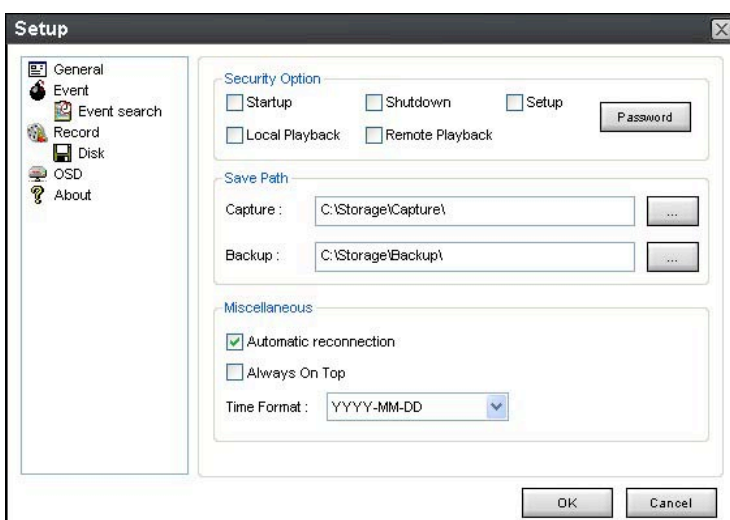 Setup
General
Event
Event search
Record
Disk
OSD
About
Security Option
Startup
Shutdown
Setup
Password
Local Playback
Remote Playback
Save Path
Capture :
C:\Storage\Capture\
...
Backup :
C:\Storage\Backup\
...
Miscellaneous
Automatic reconnection
Always On Top
Time Format :
YYYY-MM-DD
OK
Cancel